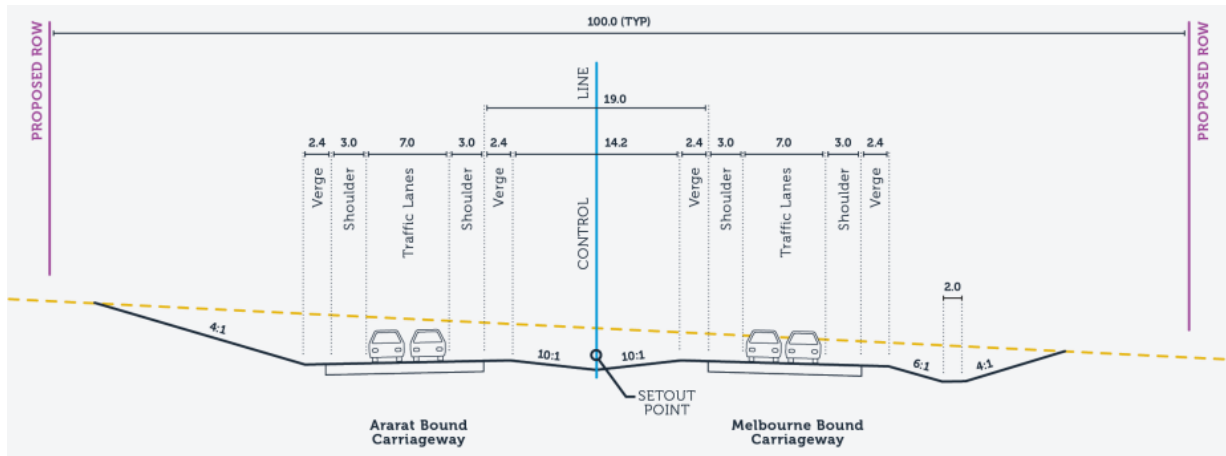 100.0 (TYP)
PROPOSED ROW
PROPOSED ROW
LINE
19.0
2.4
3.0
7.0
3.0
2.4
14.2
2.4
3.0
7.0
3.0
2.4
Verge
Shoulder
Traffic Lanes
Shoulder
Verge
CONTROL
Verge
Shoulder
Traffic Lanes
Shoulder
Verge
2.0
4:1
10:1
10:1
6:1
4:1
SETOUT
POINT
Ararat Bound
Carriageway
Melbourne Bound
Carriageway